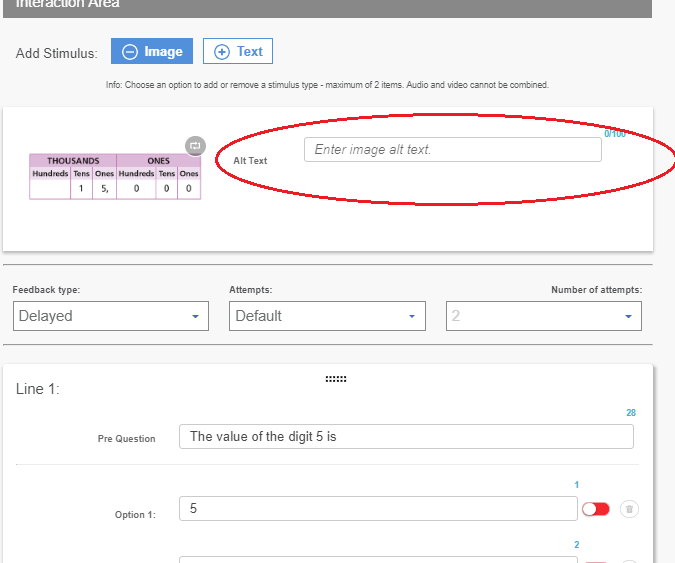 Interaction Area
Add Stimulus: Image Text
Info: Choose an option to add or remove a stimulus type - maximum of 2 items. Audio and video cannot be combined.
0/100
Alt Text Enter image alt text.
THOUSANDS ONES
Hundreds Tens Ones Hundreds Tens Ones
1 5, 0 0 0
Feedback type: Attempts: Number of attempts:
Delayed Default 2
Line 1:
28
Pre Question The value of the digit 5 is
1
Option 1: 5
2